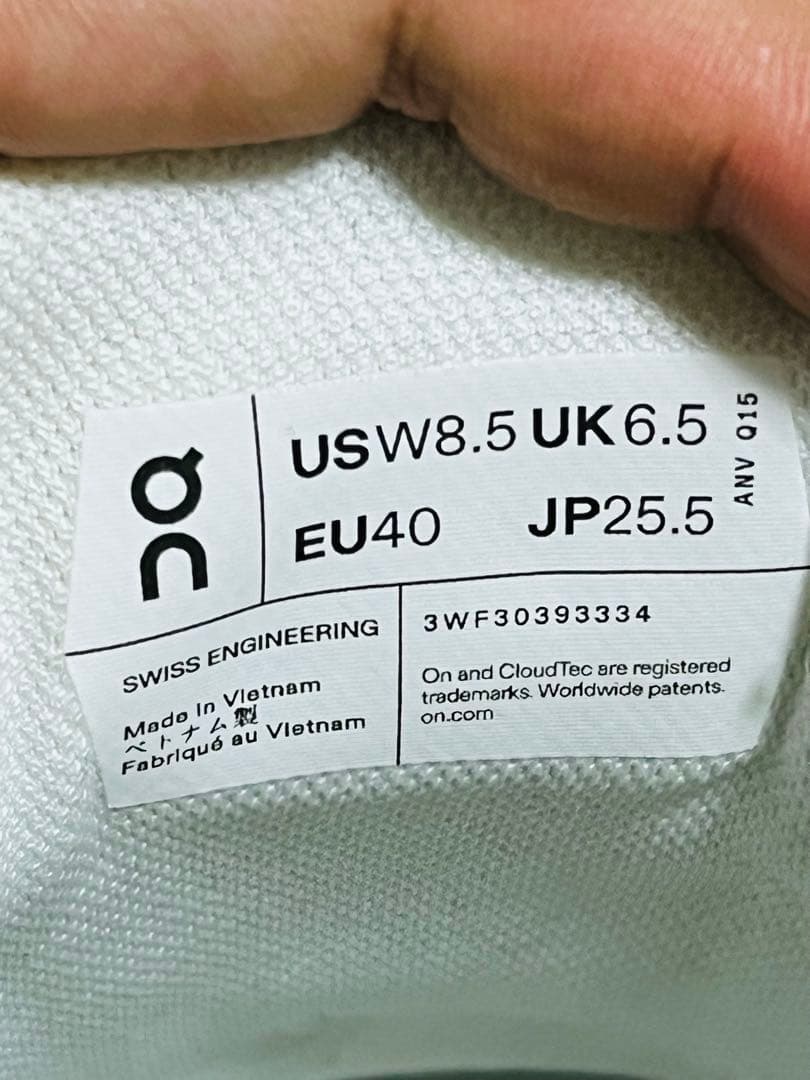 on
USW8.5 UK6.5
EU40 JP25.5
ANV Q15
SWISS ENGINEERING
Made in Vietnam
ベトナム製
Fabriqué au Vietnam
3WF30393334
On and CloudTec are registered
trademarks. Worldwide patents.
on.com